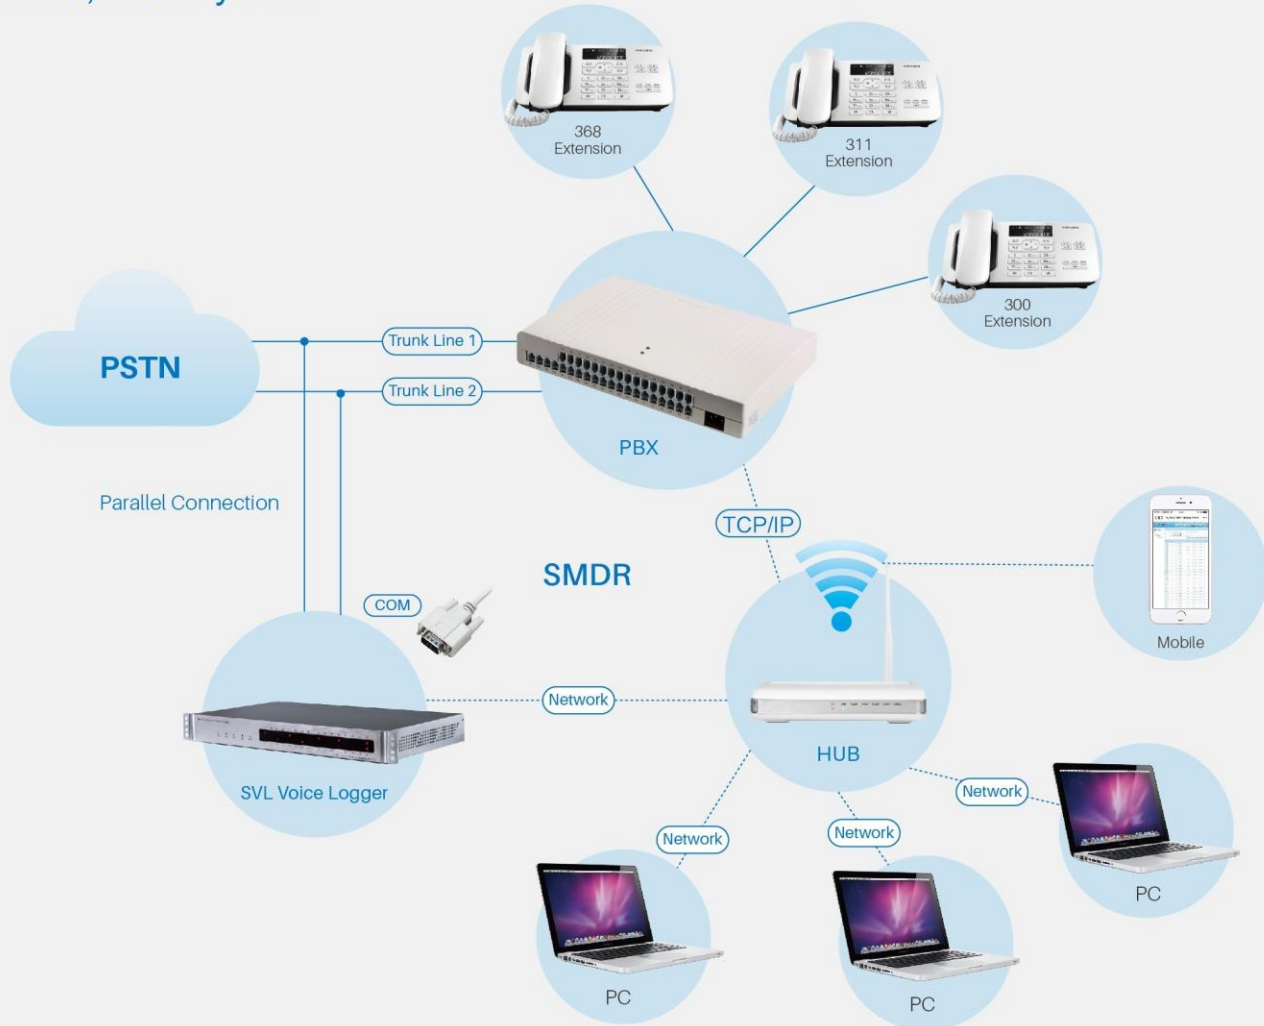 368
Extension
311
Extension
300
Extension
Trunk Line 1
PSTN
Trunk Line 2
PBX
Parallel Connection
TCP/IP
SMDR
COM
Mobile
Network
HUB
SVL Voice Logger
Network
Network
Network
PC
PC
PC